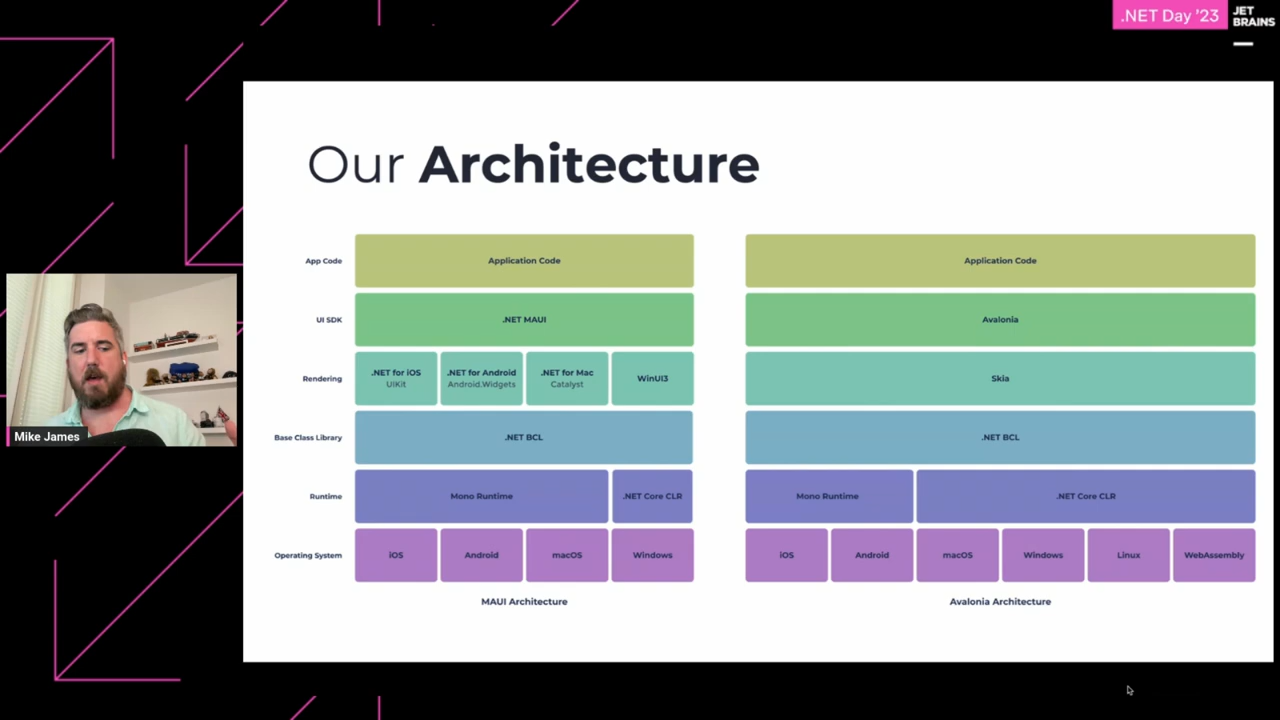 .NET Day '23
JET
BRAINS
Our Architecture
App Code
Application Code
Application Code
UI SDK
.NET MAUI
Avalonia
Rendering
.NET for iOS
UIKit
.NET for Android
Android.Widgets
.NET for Mac
Catalyst
WinUI3
Skia
Base Class Library
.NET BCL
.NET BCL
Runtime
Mono Runtime
.NET Core CLR
Mono Runtime
.NET Core CLR
Operating System
iOS
Android
macOS
Windows
iOS
Android
macOS
Windows
Linux
WebAssembly
MAUI Architecture
Avalonia Architecture
Mike James